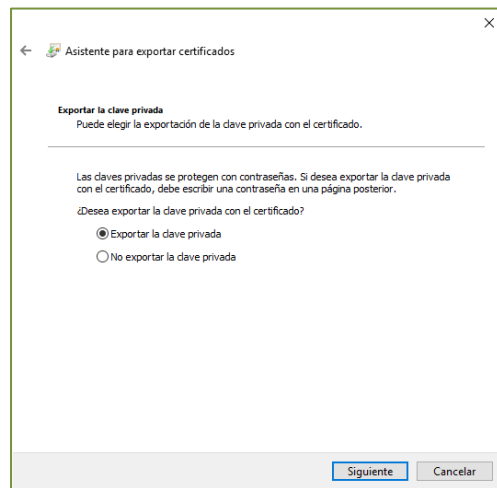 Asistente para exportar certificados
Exportar la clave privada
Puede elegir la exportación de la clave privada con el certificado.
Las claves privadas se protegen con contraseñas. Si desea exportar la clave privada
con el certificado, debe escribir una contraseña en una página posterior.
¿Desea exportar la clave privada con el certificado?
Exportar la clave privada
No exportar la clave privada
Siguiente
Cancelar